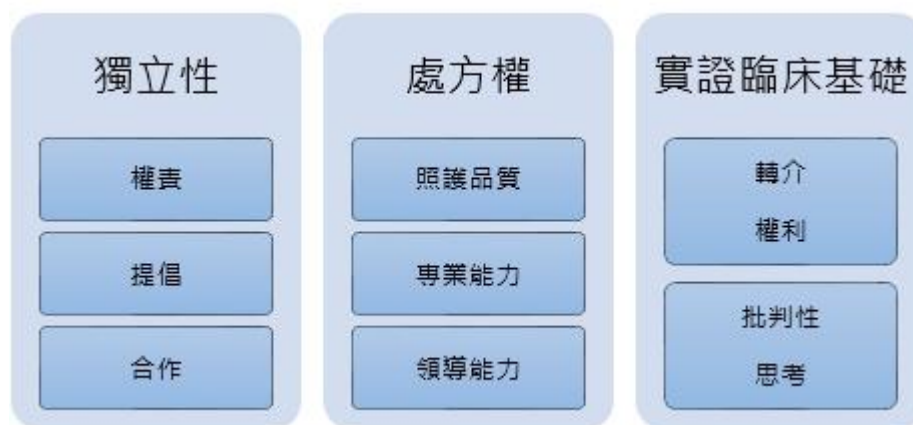 獨立性
權責
提倡
合作
處方權
照護品質
專業能力
領導能力
實證臨床基礎
轉介
權利
批判性
思考